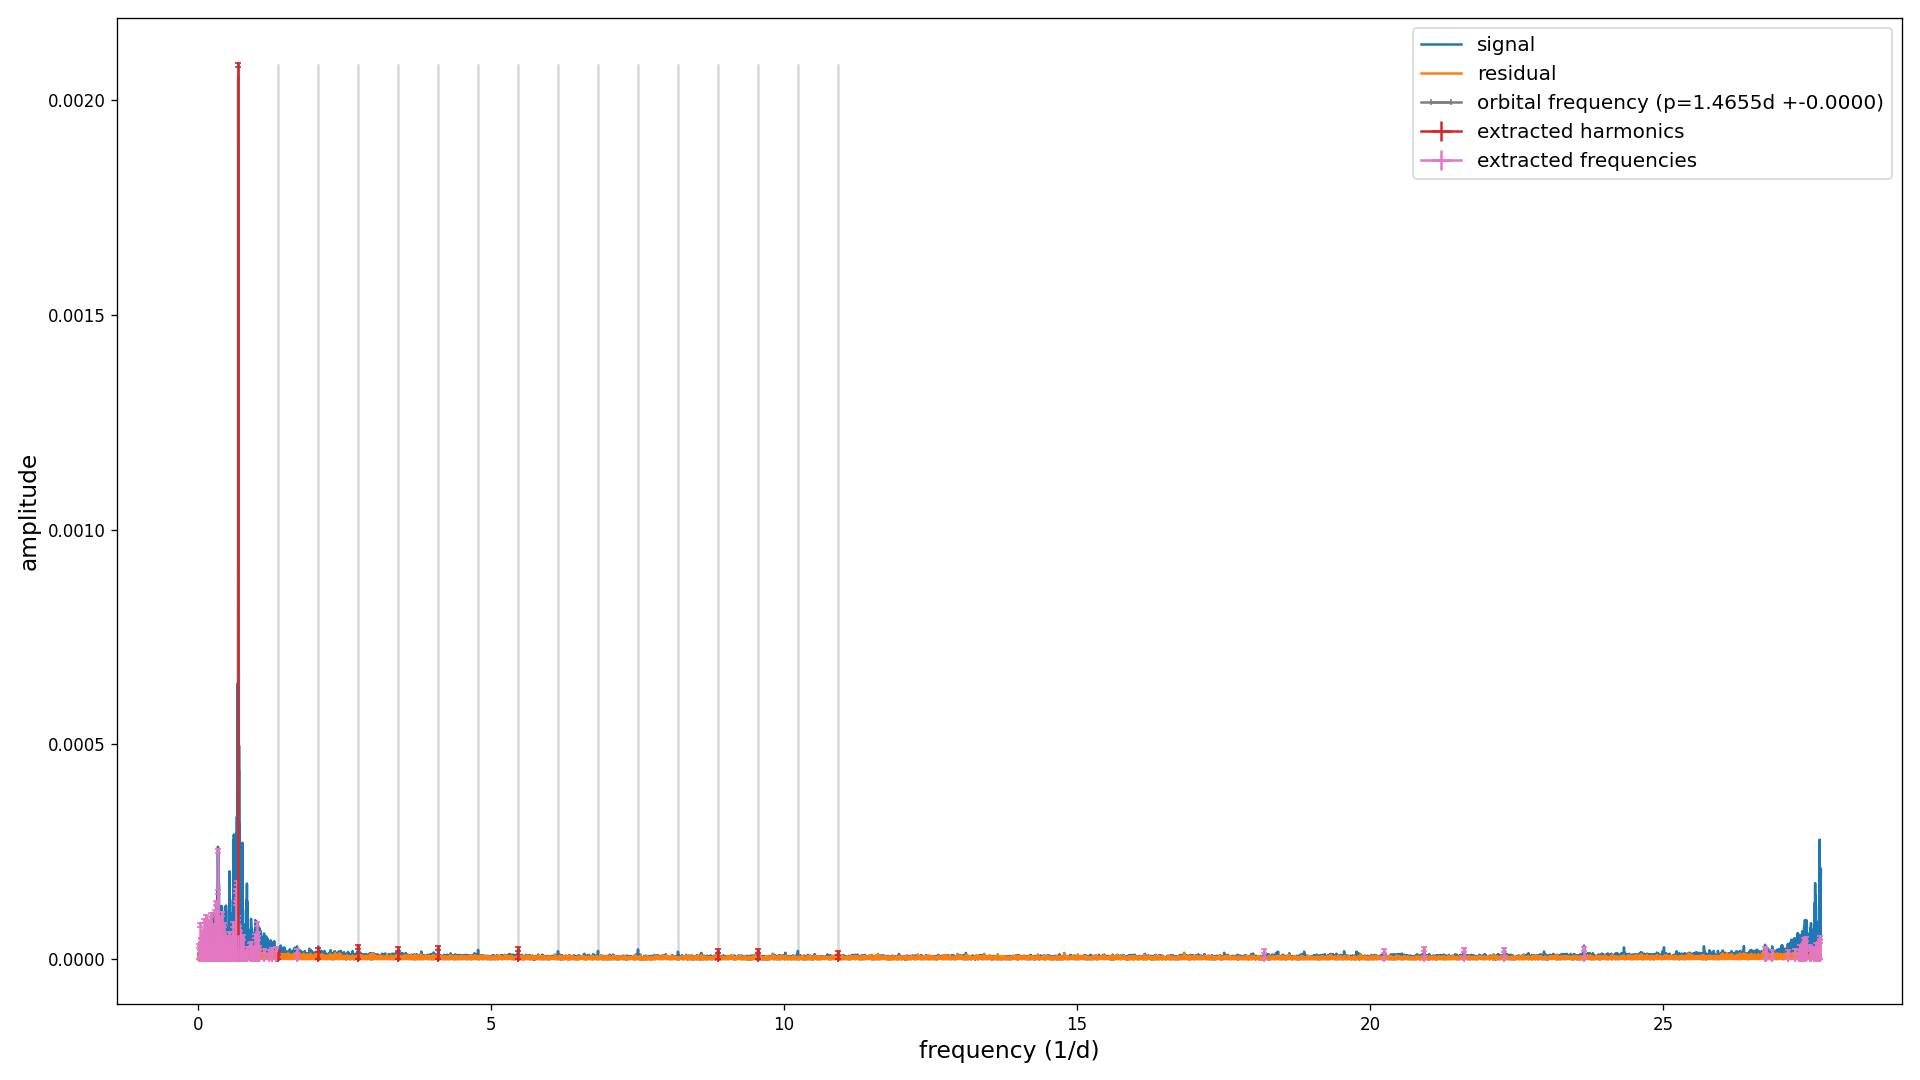 signal
residual
orbital frequency (p=1.4655d +-0.0000)
extracted harmonics
extracted frequencies
0.0020
0.0015
0.0010
0.0005
0.0000
amplitude
0
5
10
15
20
25
frequency (1/d)